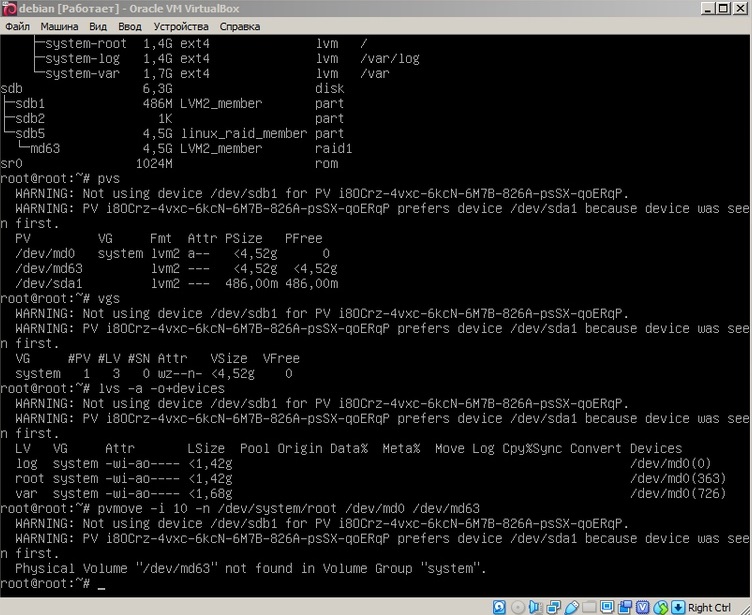 debian [Работает] - Oracle VM VirtualBox
Файл Машина Вид Ввод Устройства Справка
├─system-root 1,4G ext4 lvm /
├─system-log 1,4G ext4 lvm /var/log
└─system-var 1,7G ext4 lvm /var
sdb 6,3G disk
├─sdb1 486M LVM2_member part
├─sdb2 1K part
└─sdb5 4,5G linux_raid_member part
└─md63 4,5G LVM2_member raid1
sr0 1024M rom
root@root:~# pvs
WARNING: Not using device /dev/sdb1 for PV i8OCrz-4vxc-6kcN-6M7B-826A-psSX-qoERqP.
WARNING: PV i8OCrz-4vxc-6kcN-6M7B-826A-psSX-qoERqP prefers device /dev/sda1 because device was see
n first.
PV VG Fmt Attr PSize PFree
/dev/md0 system lvm2 a-- <4,52g 0
/dev/md63 lvm2 --- <4,52g <4,52g
/dev/sda1 lvm2 --- 486,00m 486,00m
root@root:~# vgs
WARNING: Not using device /dev/sdb1 for PV i8OCrz-4vxc-6kcN-6M7B-826A-psSX-qoERqP.
WARNING: PV i8OCrz-4vxc-6kcN-6M7B-826A-psSX-qoERqP prefers device /dev/sda1 because device was see
n first.
VG #PV #LV #SN Attr VSize VFree
system 1 3 0 wz--n- <4,52g 0
root@root:~# lvs -a -o+devices
WARNING: Not using device /dev/sdb1 for PV i8OCrz-4vxc-6kcN-6M7B-826A-psSX-qoERqP.
WARNING: PV i8OCrz-4vxc-6kcN-6M7B-826A-psSX-qoERqP prefers device /dev/sda1 because device was see
n first.
LV VG Attr LSize Pool Origin Data% Meta% Move Log Cpy%Sync Convert Devices
log system -wi-ao---- <1,42g /dev/md0(0)
root system -wi-ao---- <1,42g /dev/md0(363)
var system -wi-ao---- <1,68g /dev/md0(726)
root@root:~# pvmove -i 10 -n /dev/system/root /dev/md0 /dev/md63
WARNING: Not using device /dev/sdb1 for PV i8OCrz-4vxc-6kcN-6M7B-826A-psSX-qoERqP.
WARNING: PV i8OCrz-4vxc-6kcN-6M7B-826A-psSX-qoERqP prefers device /dev/sda1 because device was see
n first.
Physical Volume "/dev/md63" not found in Volume Group "system".
root@root:~# _
Right Ctrl